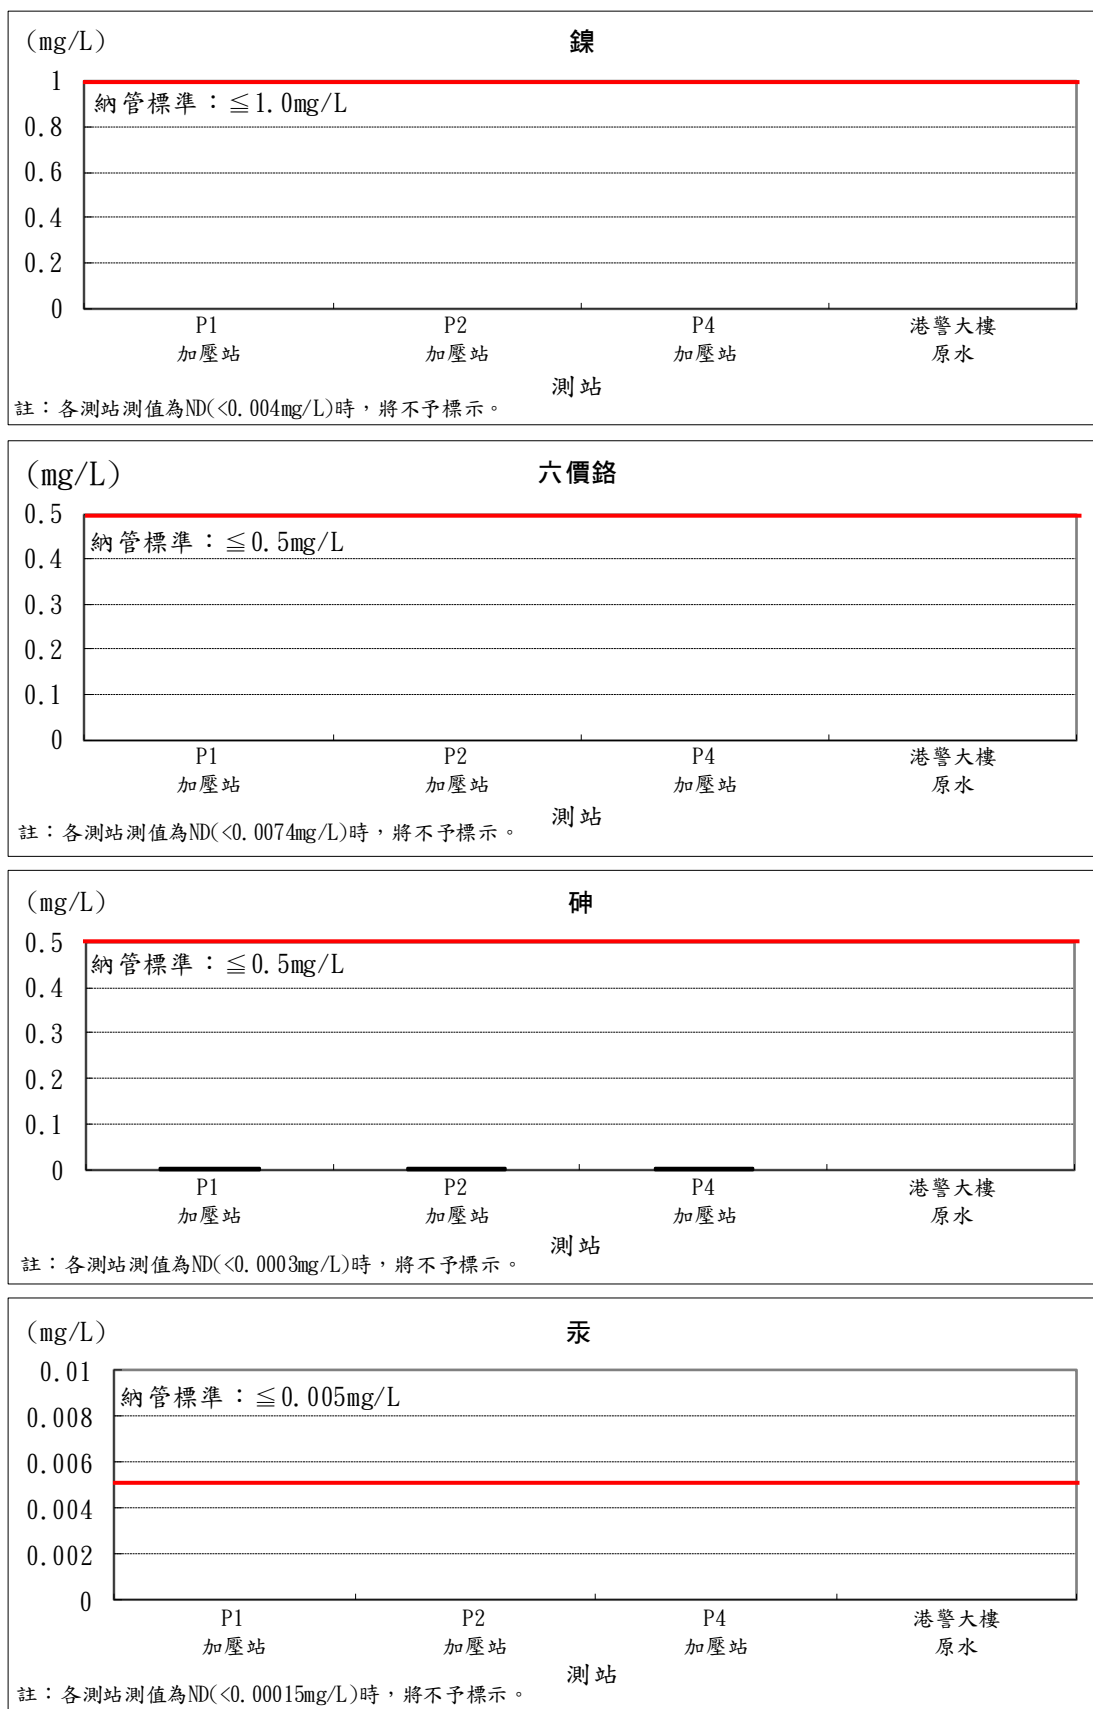 (mg/L)
鎳
1
納管標準：≦1.0mg/L
0.8
0.6
0.4
0.2
0
P1
加壓站
P2
加壓站
P4
加壓站
港警大樓
原水
測站
註：各測站測值為ND(<0.004mg/L)時，將不予標示。
(mg/L)
六價鉻
0.5
納管標準：≦0.5mg/L
0.4
0.3
0.2
0.1
0
P1
加壓站
P2
加壓站
P4
加壓站
港警大樓
原水
測站
註：各測站測值為ND(<0.0074mg/L)時，將不予標示。
(mg/L)
砷
0.5
納管標準：≦0.5mg/L
0.4
0.3
0.2
0.1
0
P1
加壓站
P2
加壓站
P4
加壓站
港警大樓
原水
測站
註：各測站測值為ND(<0.0003mg/L)時，將不予標示。
(mg/L)
汞
0.01
納管標準：≦0.005mg/L
0.008
0.006
0.004
0.002
0
P1
加壓站
P2
加壓站
P4
加壓站
港警大樓
原水
測站
註：各測站測值為ND(<0.00015mg/L)時，將不予標示。